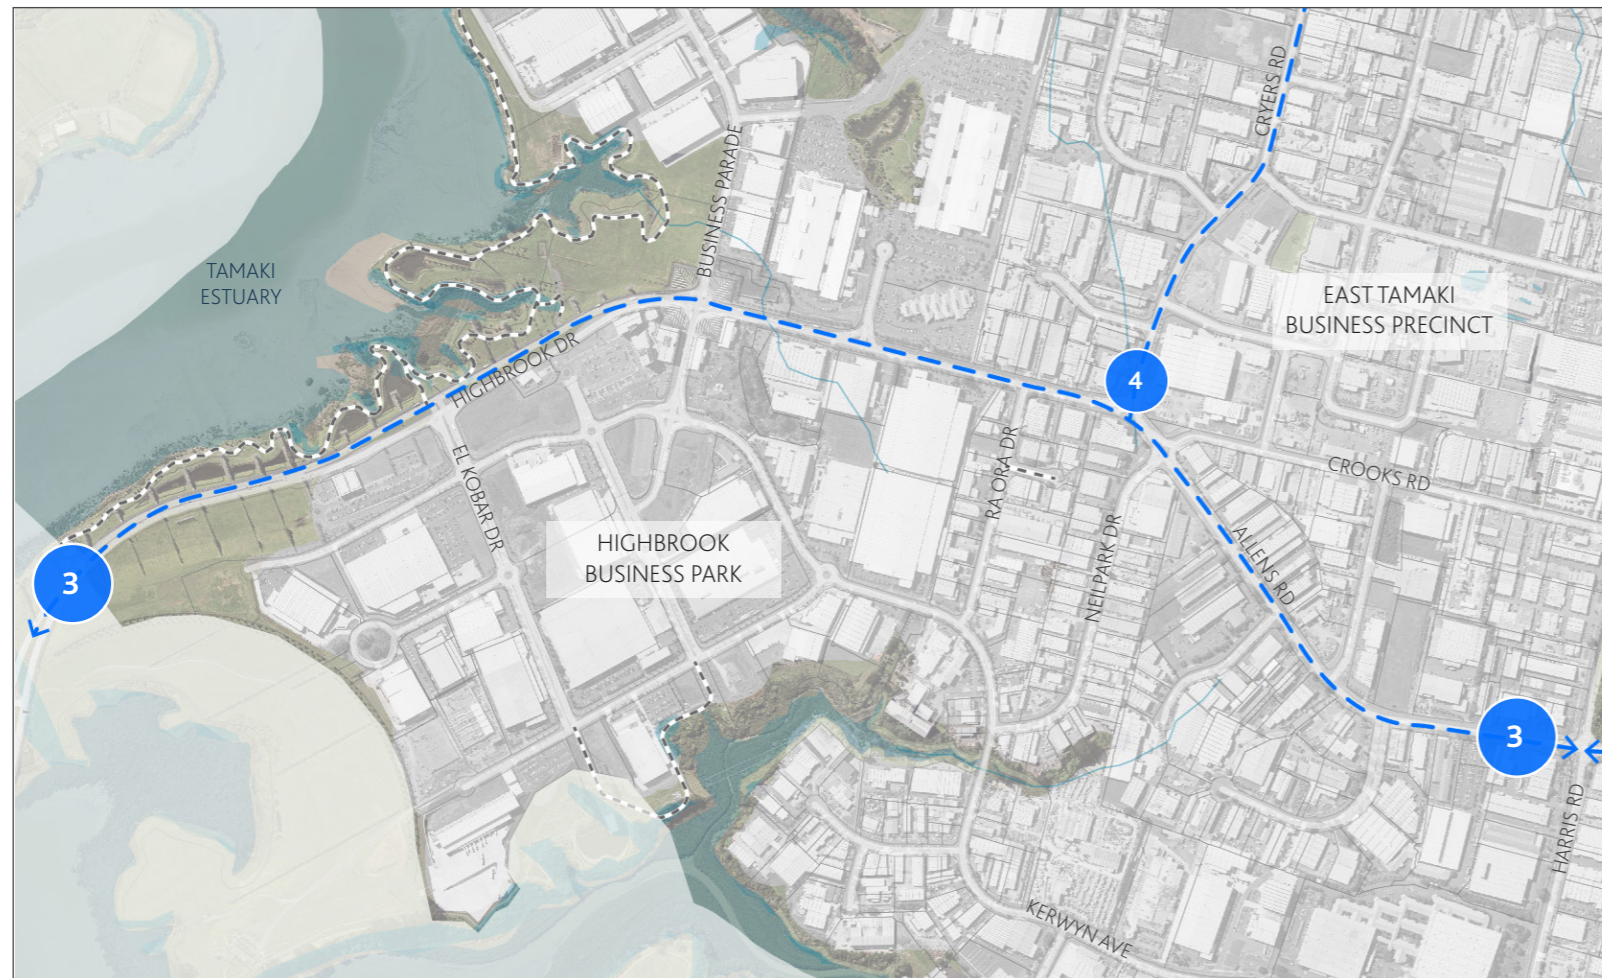 CRYERS RD
BUSINESS PARADE
TAMAKI
ESTUARY
EAST TAMAKI
BUSINESS PRECINCT
HIGHBROOK DR
4
EL KOBAR DR
RA ORA DR
CROOKS RD
HIGHBROOK
BUSINESS PARK
NEILPARK DR
ALLENS RD
3
3
HARRIS RD
KERWYN AVE